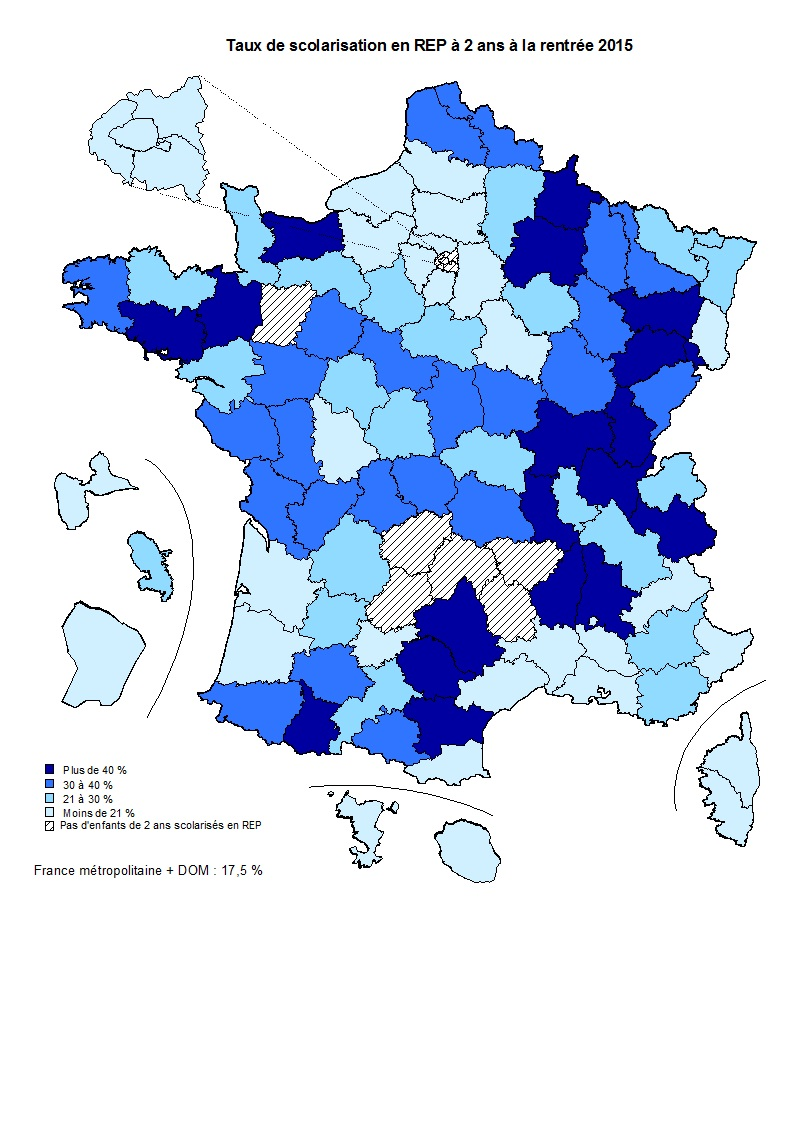 Taux de scolarisation en REP à 2 ans à la rentrée 2015
Plus de 40 %
30 à 40 %
21 à 30 %
Moins de 21 %
Pas d'enfants de 2 ans scolarisés en REP
France métropolitaine + DOM : 17,5 %